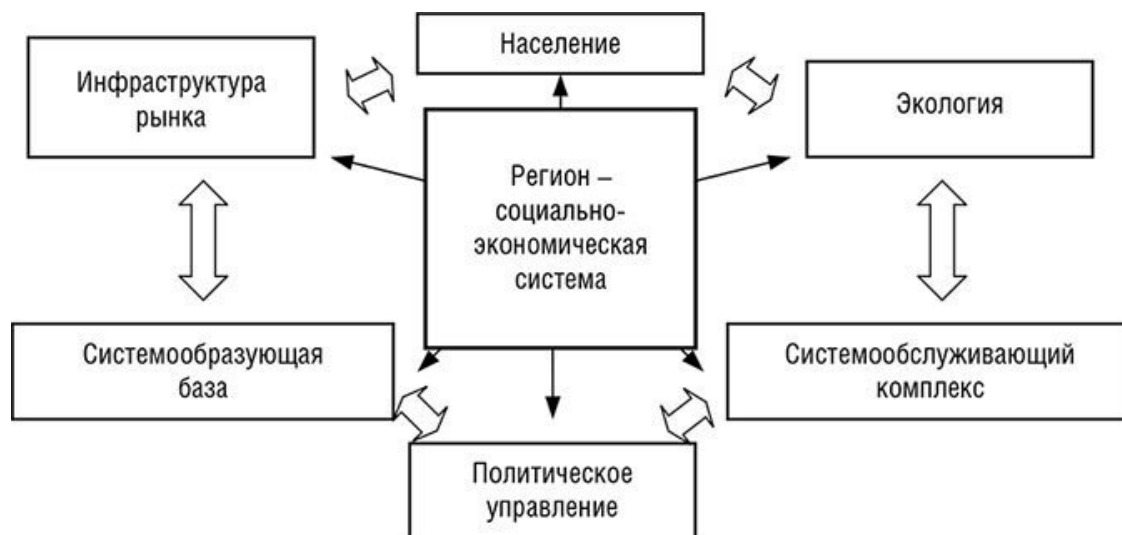 Население
Инфраструктура
рынка
Экология
Регион –
социально-
экономическая
система
Системообразующая
база
Системообслуживающий
комплекс
Политическое
управление